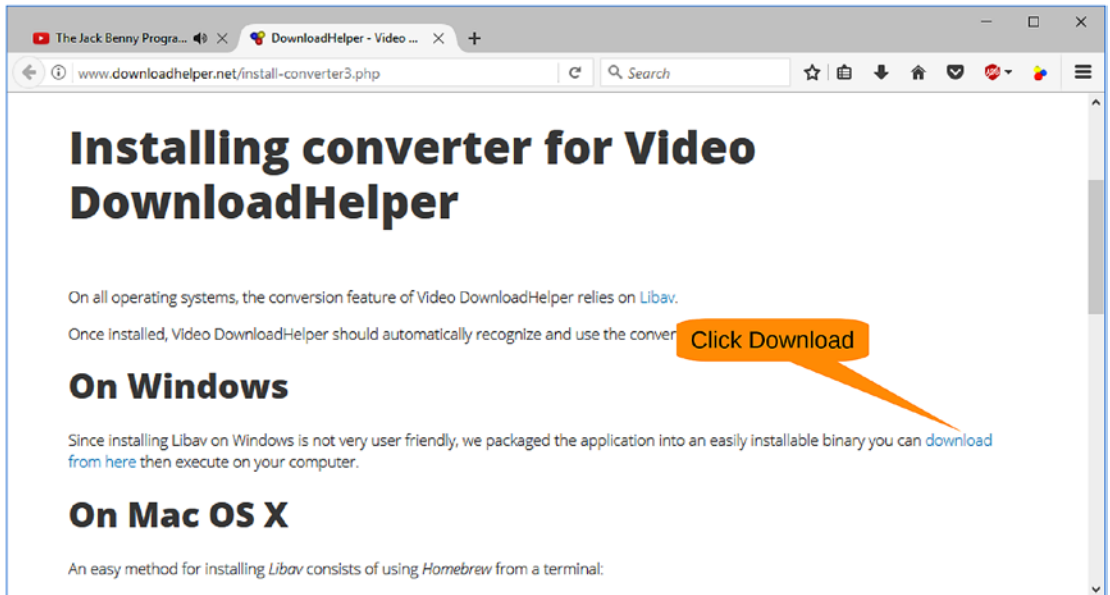 The Jack Benny Progra...
DownloadHelper - Video ...
www.downloadhelper.net/install-converter3.php
Search
ABP
Installing converter for Video
DownloadHelper
On all operating systems, the conversion feature of Video DownloadHelper relies on Libav.
Once installed, Video DownloadHelper should automatically recognize and use the conver
Click Download
On Windows
Since installing Libav on Windows is not very user friendly, we packaged the application into an easily installable binary you can download
from here then execute on your computer.
On Mac OS X
An easy method for installing Libav consists of using Homebrew from a terminal: